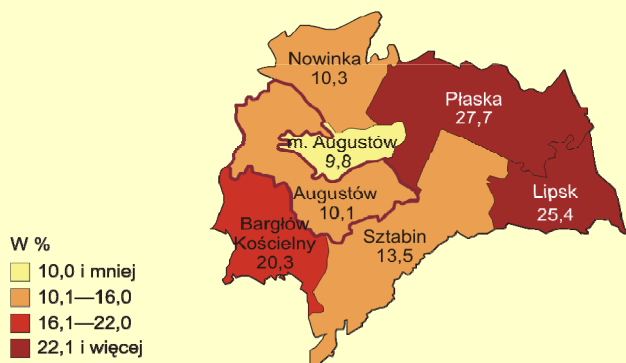 Nowinka
10,3
Płaska
27,7
m. Augustów
9,8
Augustów
10,1
Lipsk
25,4
Bargłów
Kościelny
20,3
Sztabin
13,5
W %
10,0 i mniej
10,1—16,0
16,1—22,0
22,1 i więcej